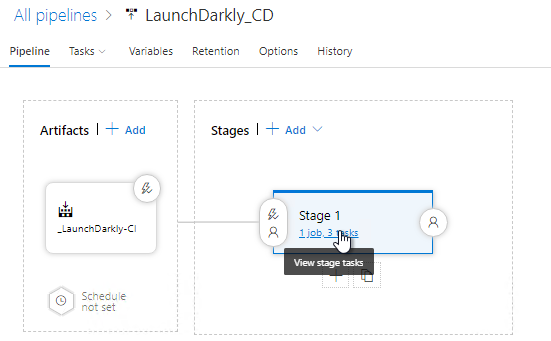 All pipelines > LaunchDarkly_CD
Pipeline Tasks Variables Retention Options History
Artifacts | + Add
Stages | + Add
_LaunchDarkly-CI
Stage 1
1 job, 3 tasks
View stage tasks
Schedule
not set